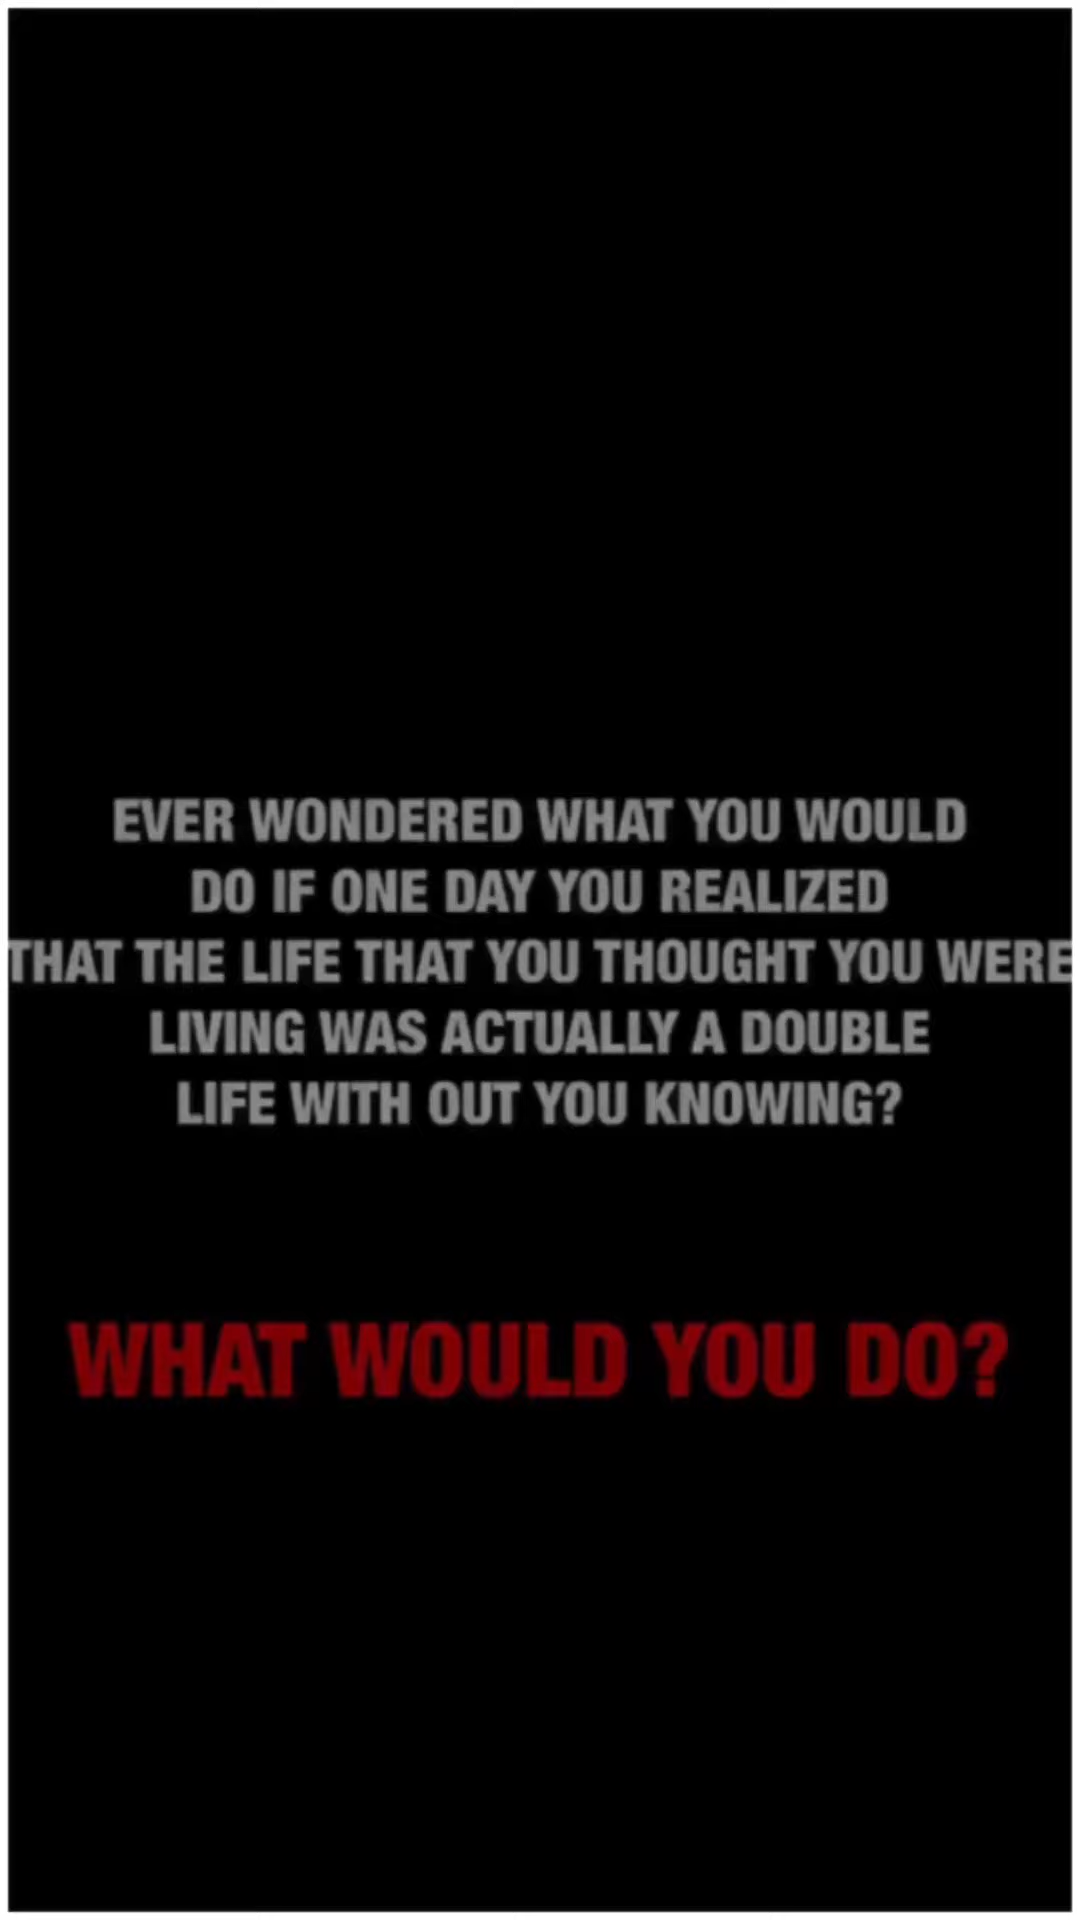 EVER WONDERED WHAT YOU WOULD
DO IF ONE DAY YOU REALIZED
THAT THE LIFE THAT YOU THOUGHT YOU WERE
LIVING WAS ACTUALLY A DOUBLE
LIFE WITH OUT YOU KNOWING?
WHAT WOULD YOU DO?